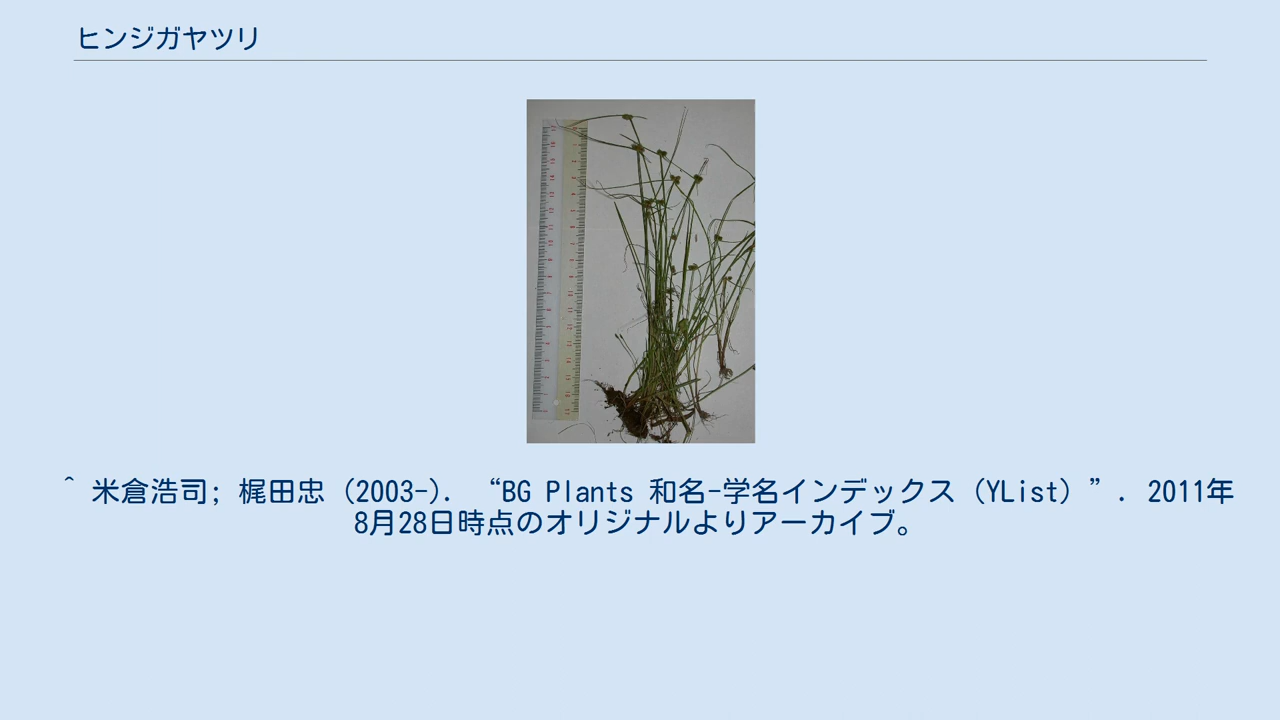 ヒンジガヤツリ
^ 米倉浩司; 梶田忠 (2003-). “BG Plants 和名-学名インデックス（YList）”. 2011年
8月28日時点のオリジナルよりアーカイブ。